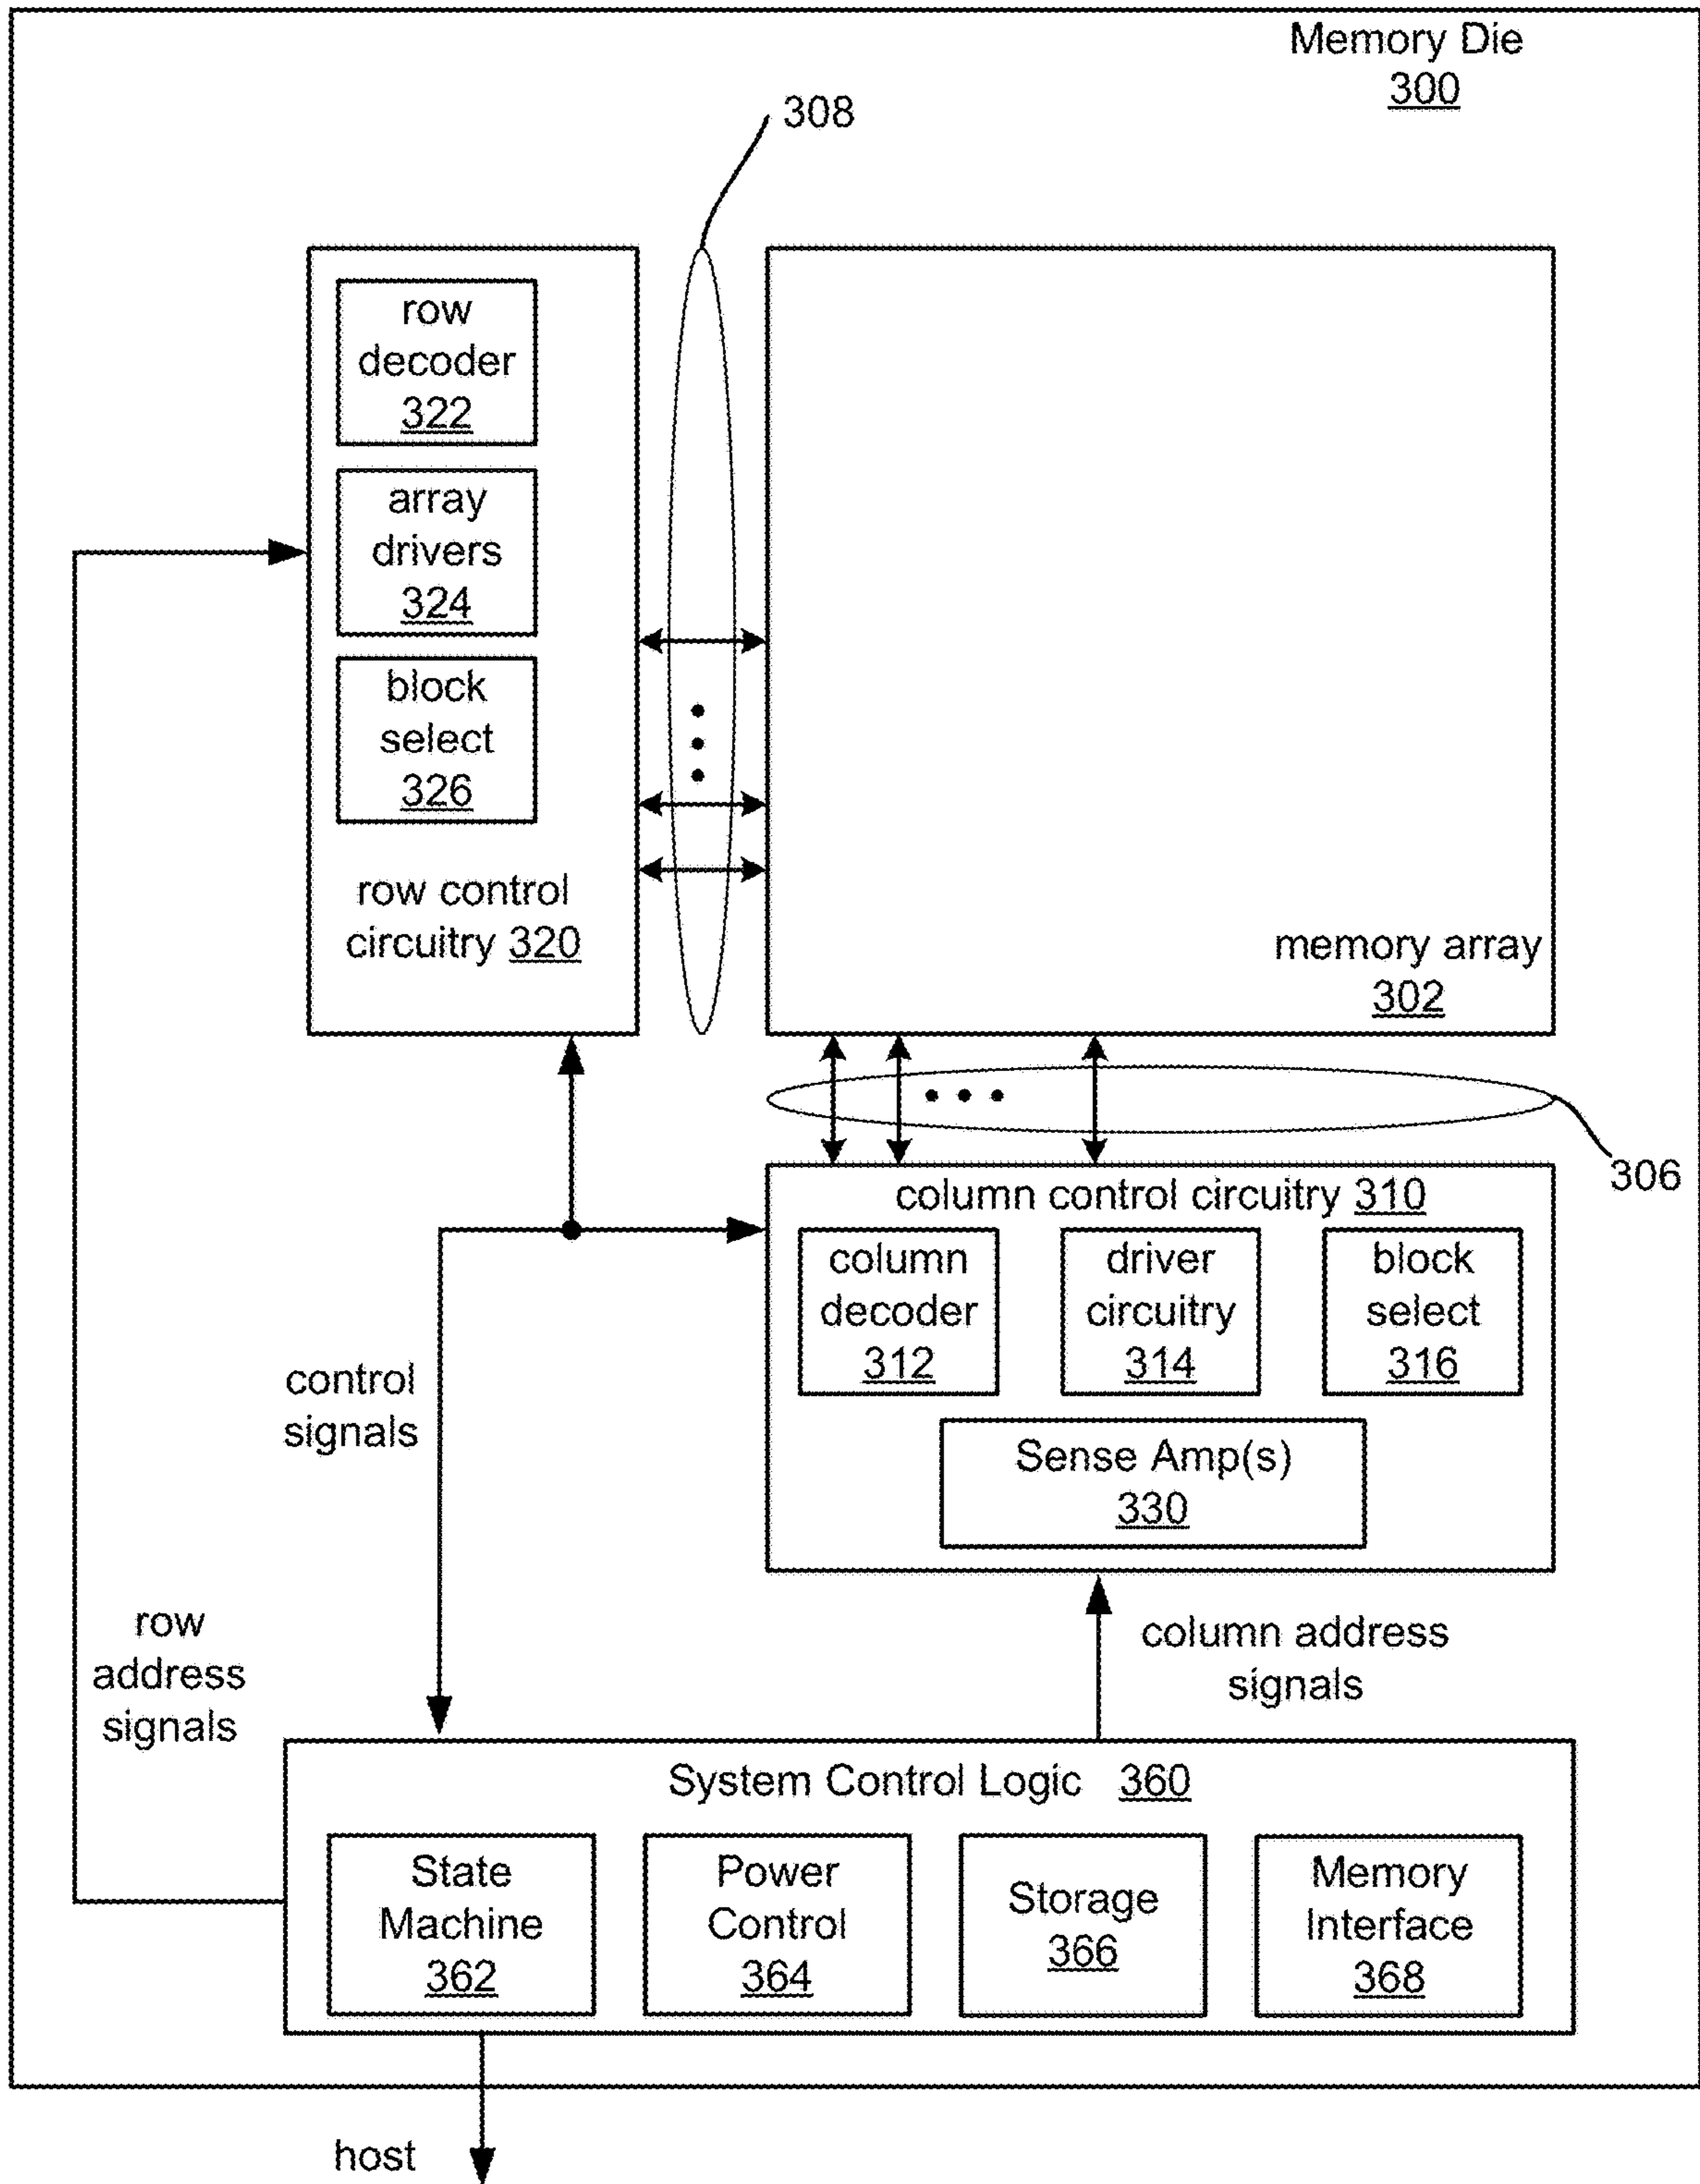 Memory Die
300
308
row
decoder
322
array
drivers
324
block
select
326
row control
circuitry 320
memory array
302
306
column control circuitry 310
column
decoder
312
driver
circuitry
314
block
select
316
Sense Amp(s)
330
control
signals
row
address
signals
column address
signals
System Control Logic 360
State
Machine
362
Power
Control
364
Storage
366
Memory
Interface
368
host